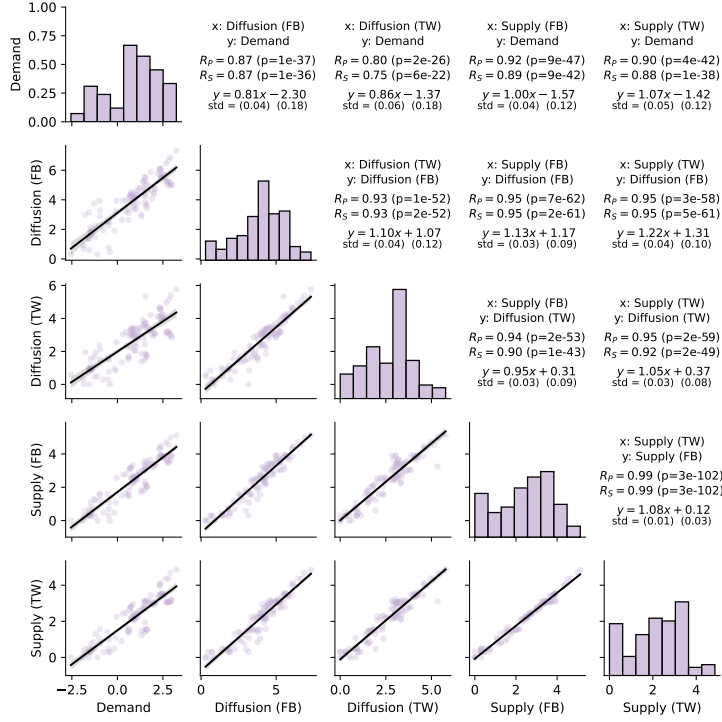 1.00
0.75
0.50
0.25
0.00
Demand
x: Diffusion (FB)
y: Demand
R_P = 0.87 (p=1e-37)
R_S = 0.87 (p=1e-36)
y = 0.81x − 2.30
std = (0.04) (0.18)
x: Diffusion (TW)
y: Demand
R_P = 0.80 (p=2e-26)
R_S = 0.75 (p=6e-22)
y = 0.86x − 1.37
std = (0.06) (0.18)
x: Supply (FB)
y: Demand
R_P = 0.92 (p=9e-47)
R_S = 0.89 (p=9e-42)
y = 1.00x − 1.57
std = (0.04) (0.12)
x: Supply (TW)
y: Demand
R_P = 0.90 (p=4e-42)
R_S = 0.88 (p=1e-38)
y = 1.07x − 1.42
std = (0.05) (0.12)
6
4
2
0
Diffusion (FB)
x: Diffusion (TW)
y: Diffusion (FB)
R_P = 0.93 (p=1e-52)
R_S = 0.93 (p=2e-52)
y = 1.10x + 1.07
std = (0.04) (0.12)
x: Supply (FB)
y: Diffusion (FB)
R_P = 0.95 (p=7e-62)
R_S = 0.95 (p=2e-61)
y = 1.13x + 1.17
std = (0.03) (0.09)
x: Supply (TW)
y: Diffusion (FB)
R_P = 0.95 (p=3e-58)
R_S = 0.95 (p=5e-61)
y = 1.22x + 1.31
std = (0.04) (0.10)
6
4
2
0
Diffusion (TW)
x: Supply (FB)
y: Diffusion (TW)
R_P = 0.94 (p=2e-53)
R_S = 0.90 (p=1e-43)
y = 0.95x + 0.31
std = (0.03) (0.09)
x: Supply (TW)
y: Diffusion (TW)
R_P = 0.95 (p=2e-59)
R_S = 0.92 (p=2e-49)
y = 1.05x + 0.37
std = (0.03) (0.08)
4
2
0
Supply (FB)
x: Supply (TW)
y: Supply (FB)
R_P = 0.99 (p=3e-102)
R_S = 0.99 (p=3e-102)
y = 1.08x + 0.12
std = (0.01) (0.03)
4
2
0
Supply (TW)
−2.5 0.0 2.5
Demand
0 5
Diffusion (FB)
0.0 2.5 5.0
Diffusion (TW)
0 2 4
Supply (FB)
0 2 4
Supply (TW)